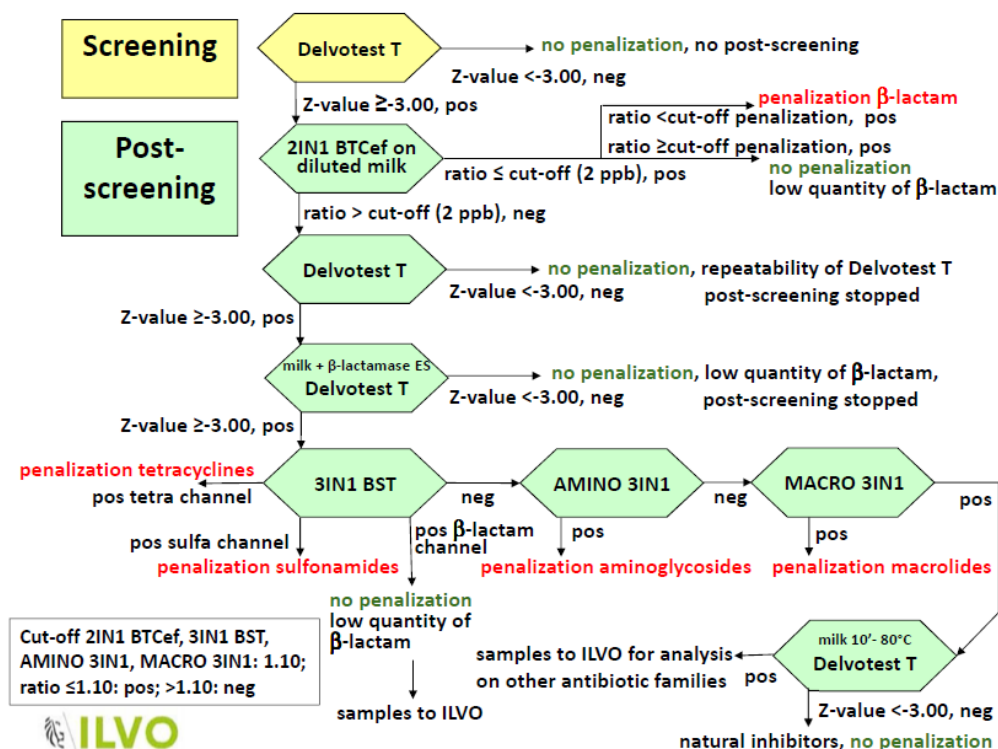 Screening
Delvotest T
no penalization, no post-screening
Z-value <-3.00, neg
Z-value ≥-3.00, pos
penalization β-lactam
ratio <cut-off penalization, pos
Post-
screening
2IN1 BTCef on
diluted milk
ratio ≥cut-off penalization, pos
ratio ≤ cut-off (2 ppb), pos
no penalization
low quantity of β-lactam
ratio > cut-off (2 ppb), neg
Delvotest T
no penalization, repeatability of Delvotest T
Z-value <-3.00, neg
post-screening stopped
Z-value ≥-3.00, pos
milk + β-lactamase ES
Delvotest T
no penalization, low quantity of β-lactam,
Z-value <-3.00, neg
post-screening stopped
Z-value ≥-3.00, pos
penalization tetracyclines
pos tetra channel
3IN1 BST
neg
AMINO 3IN1
neg
MACRO 3IN1
pos
pos sulfa channel
penalization sulfonamides
pos β-lactam
channel
pos
penalization aminoglycosides
pos
penalization macrolides
no penalization
low quantity of
β-lactam
samples to ILVO
Cut-off 2IN1 BTCef, 3IN1 BST,
AMINO 3IN1, MACRO 3IN1: 1.10;
ratio ≤1.10: pos; >1.10: neg
milk 10′- 80°C
Delvotest T
samples to ILVO for analysis
on other antibiotic families
pos
Z-value <-3.00, neg
natural inhibitors, no penalization
ILVO